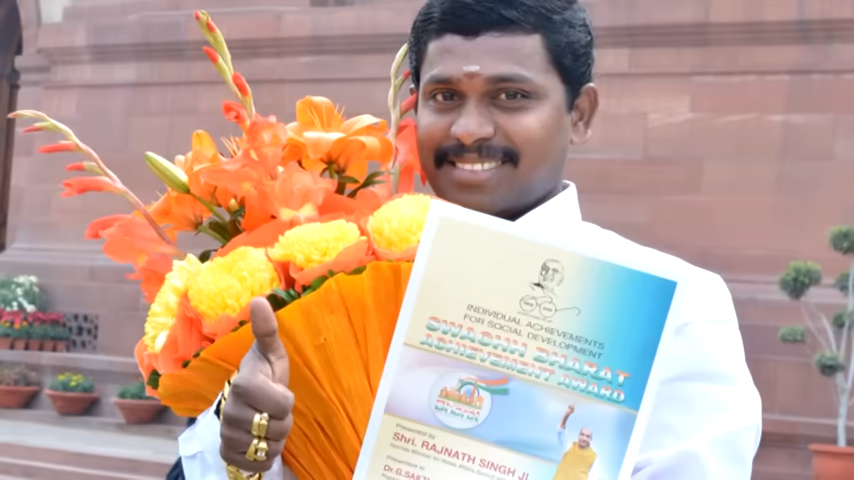 INDIVIDUAL ACHIEVEMENTS
FOR SOCIAL DEVELOPMENT
SWACHH BHARAT
ACHIEVEMENT AWARD
Presented by
Shri. RAJNATH SINGH JI
Presented to